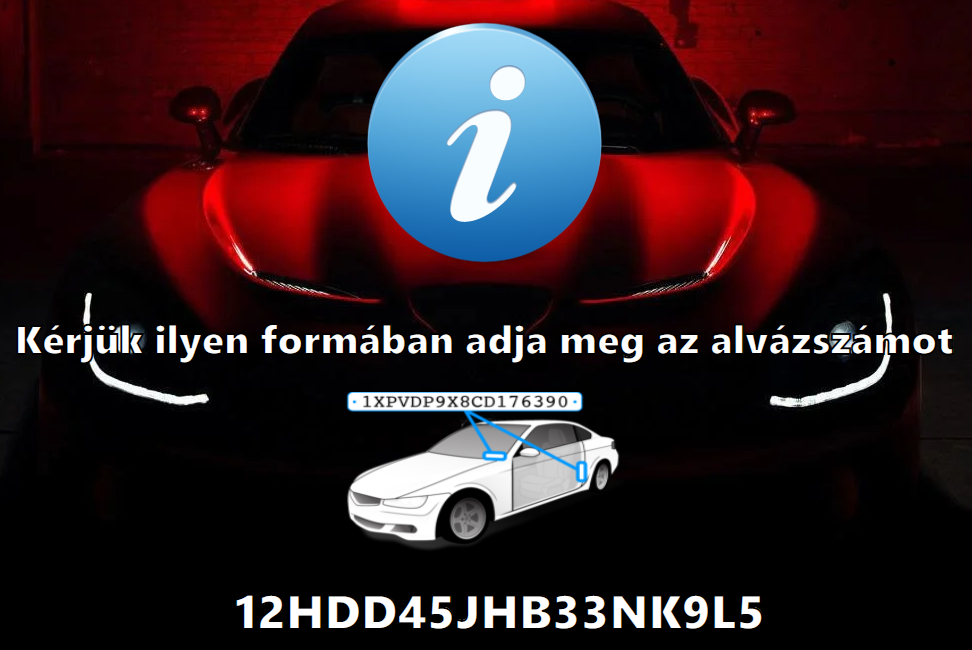 Kérjük ilyen formában adja meg az alvázszámot
· 1XPVDP9X8CD176390 ·
12HDD45JHB33NK9L5